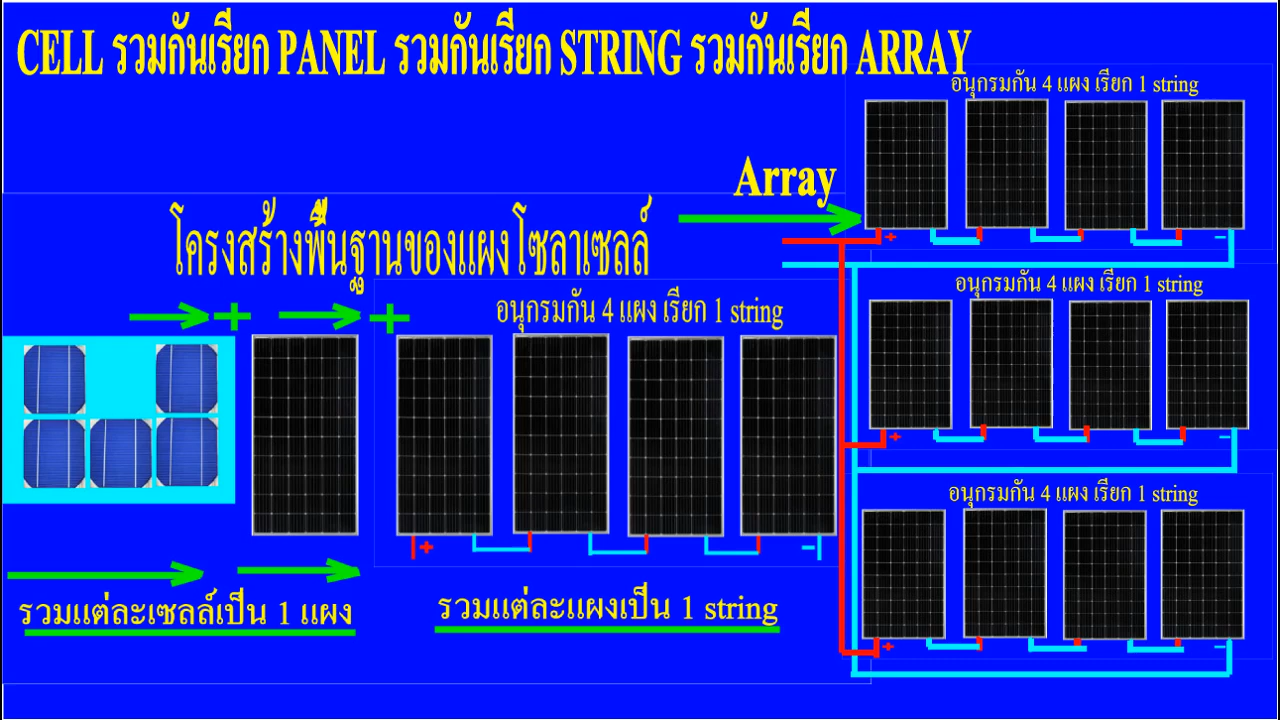 CELL รวมกันเรียก PANEL รวมกันเรียก STRING รวมกันเรียก ARRAY
อนุกรมกัน 4 แผง เรียก 1 string
Array
โครงสร้างพื้นฐานของแผงโซลาเซลล์
อนุกรมกัน 4 แผง เรียก 1 string
อนุกรมกัน 4 แผง เรียก 1 string
อนุกรมกัน 4 แผง เรียก 1 string
รวมแต่ละเซลล์เป็น 1 แผง
รวมแต่ละแผงเป็น 1 string